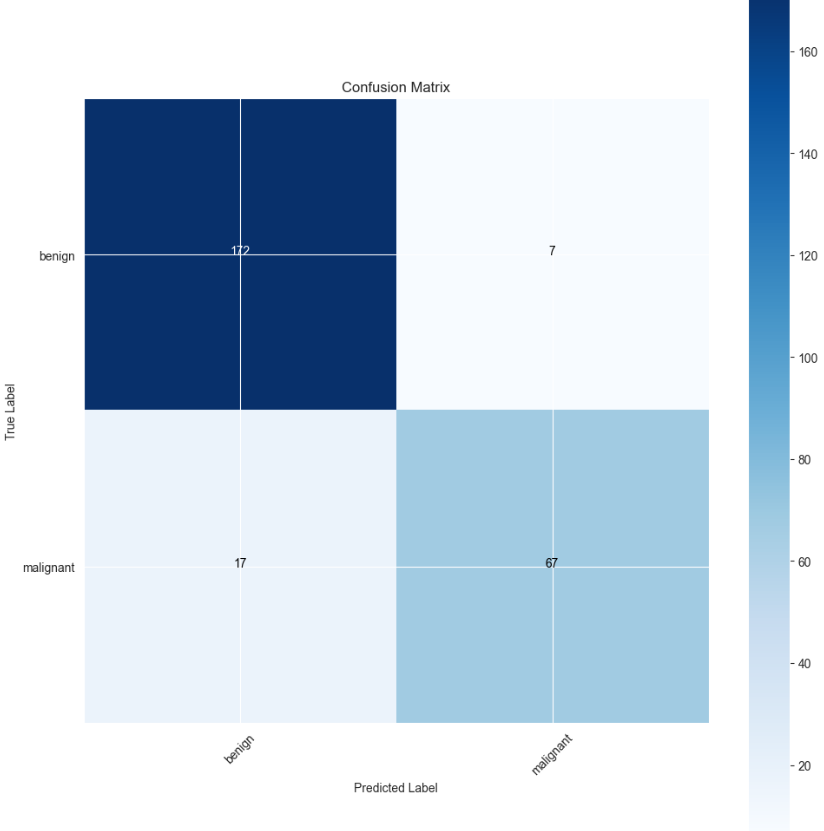 Confusion Matrix
160
140
120
100
80
60
40
20
True Label
benign
172
7
malignant
17
67
benign
malignant
Predicted Label